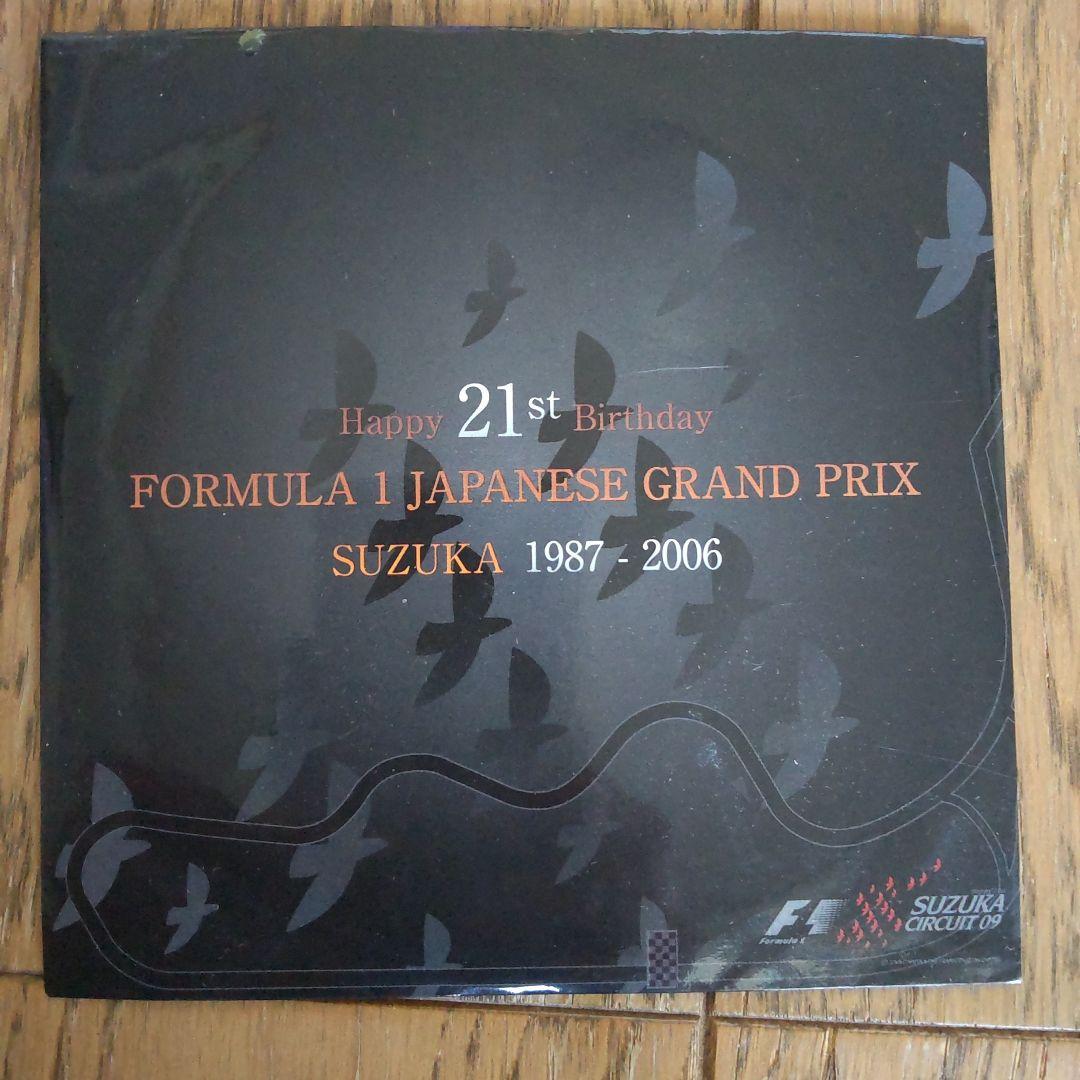 Happy 21st Birthday
FORMULA 1 JAPANESE GRAND PRIX
SUZUKA 1987 - 2006
F1
Formula 1
SUZUKA
CIRCUIT 09